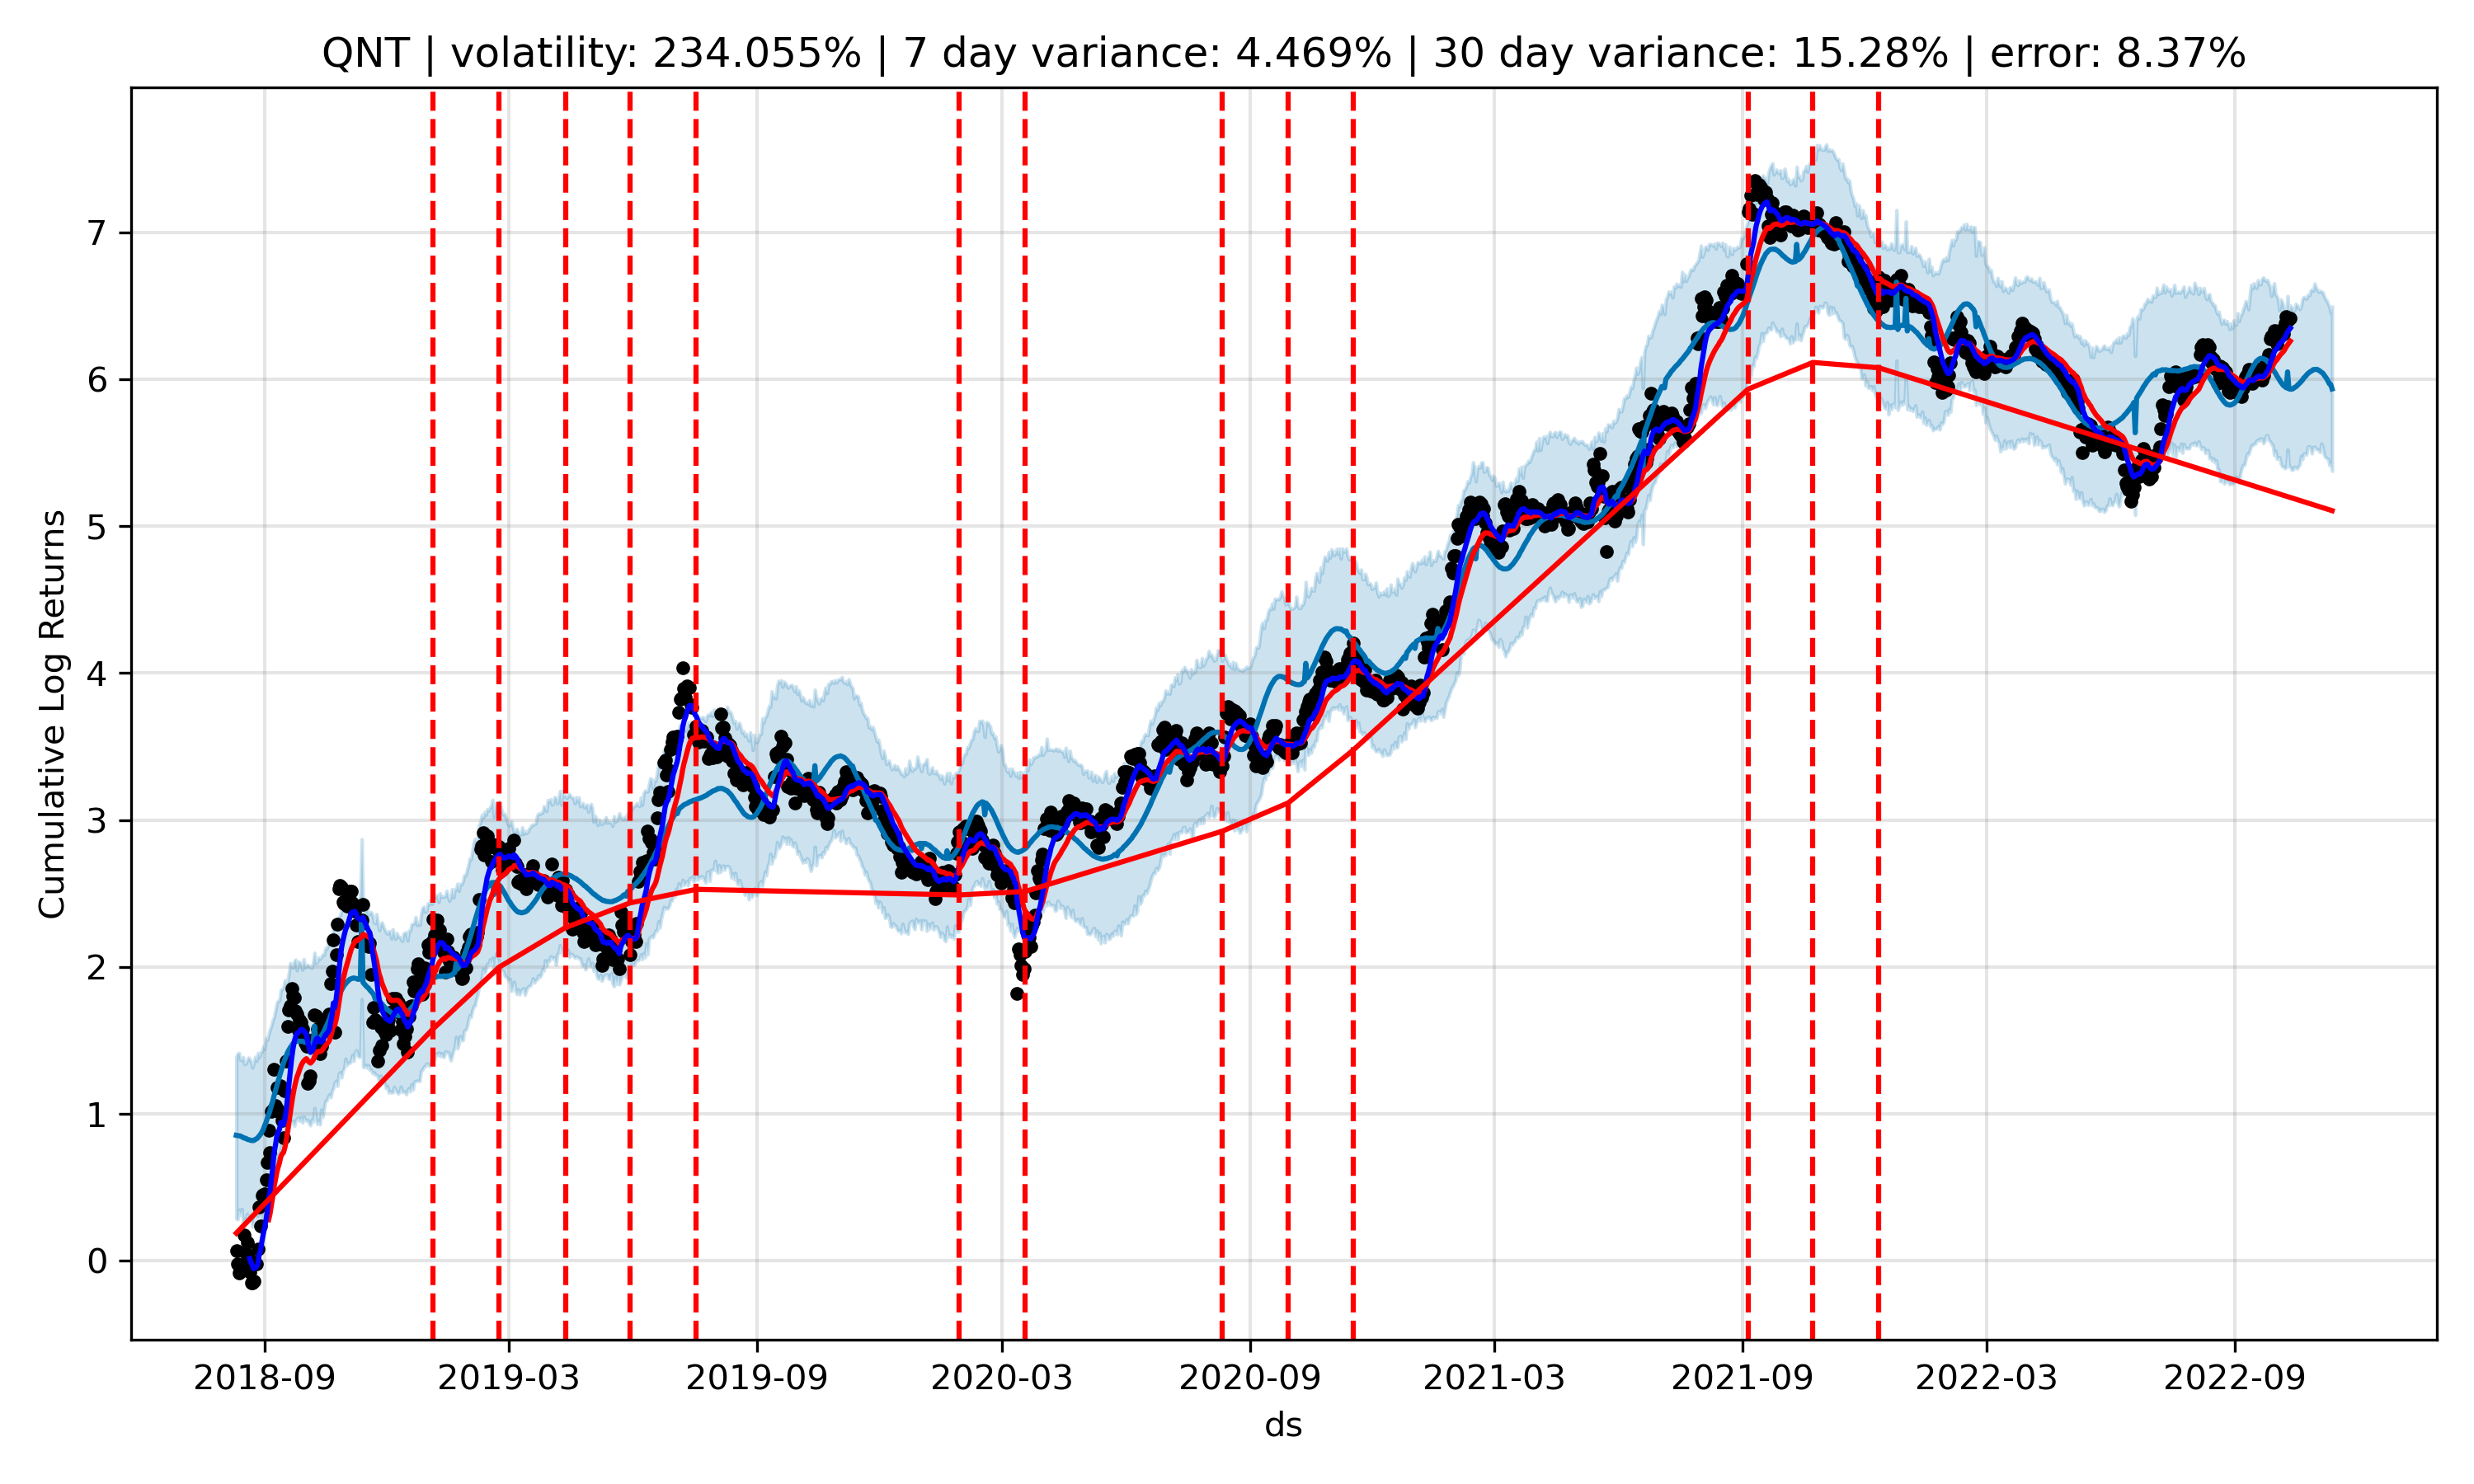 QNT | volatility: 234.055% | 7 day variance: 4.469% | 30 day variance: 15.28% | error: 8.37%
Cumulative Log Returns
7
6
5
4
3
2
1
0
2018-09 2019-03 2019-09 2020-03 2020-09 2021-03 2021-09 2022-03 2022-09
ds